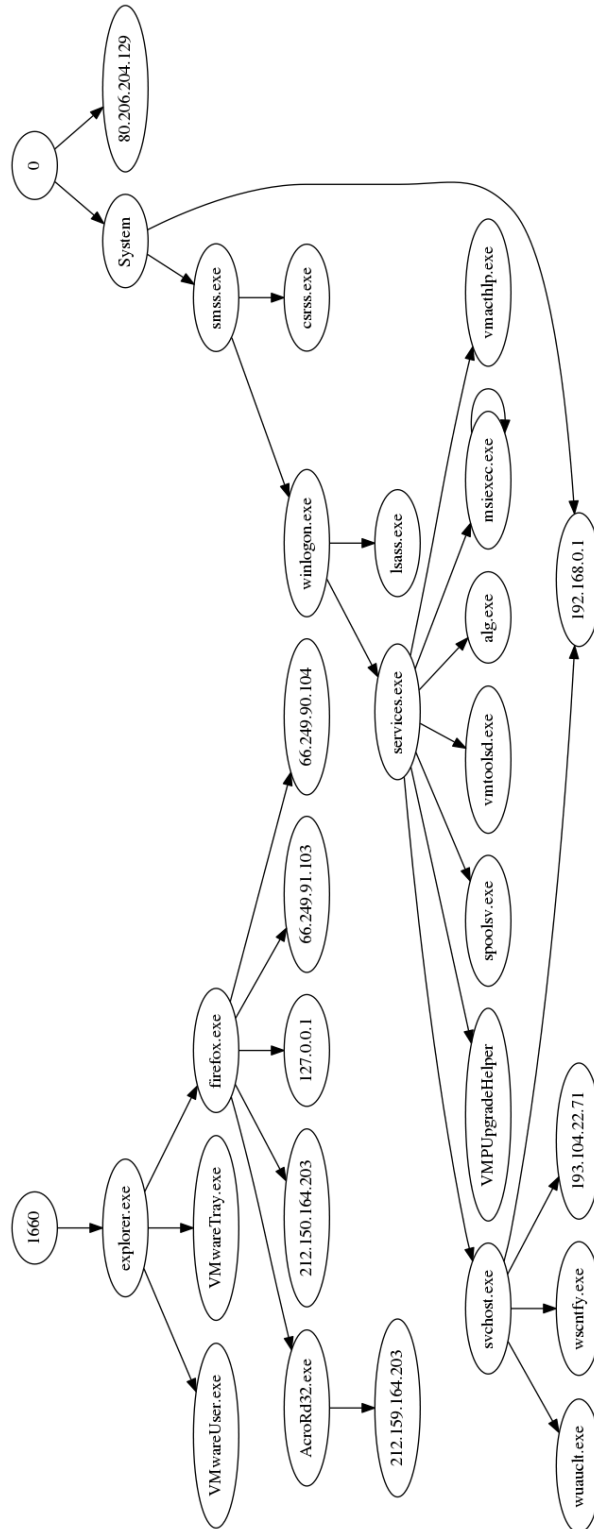 1660
0
explorer.exe
System
80.206.204.129
VMwareUser.exe
VMwareTray.exe
firefox.exe
smss.exe
AcroRd32.exe
212.150.164.203
127.0.0.1
66.249.91.103
66.249.90.104
winlogon.exe
csrss.exe
212.159.164.203
services.exe
lsass.exe
svchost.exe
VMPUpgradeHelper
spoolsv.exe
vmtoolsd.exe
alg.exe
msiexec.exe
vmacthlp.exe
wuauclt.exe
wscntfy.exe
193.104.22.71
192.168.0.1